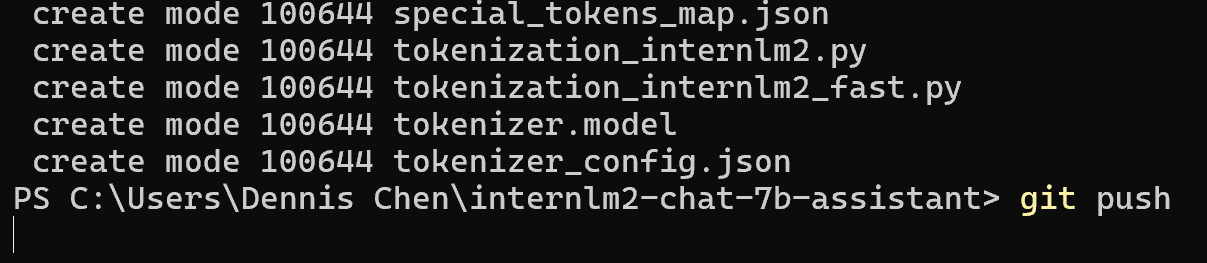 create mode 100644 special_tokens_map.json
create mode 100644 tokenization_internlm2.py
create mode 100644 tokenization_internlm2_fast.py
create mode 100644 tokenizer.model
create mode 100644 tokenizer_config.json
PS C:\Users\Dennis Chen\internlm2-chat-7b-assistant> git push